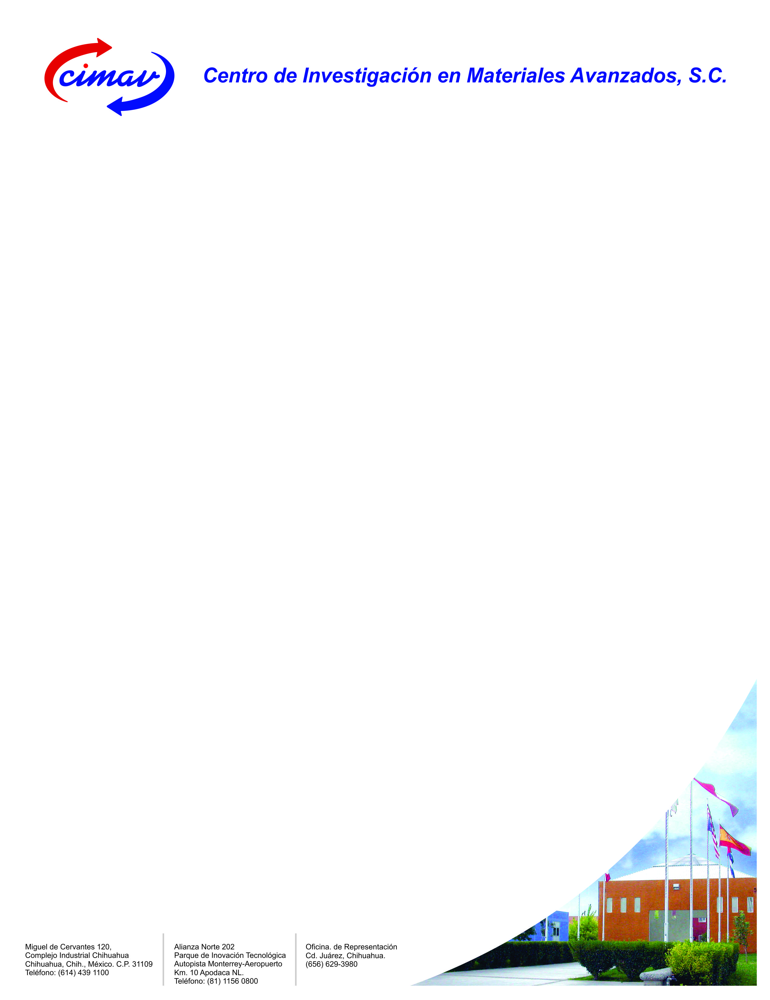 cimav
Centro de Investigación en Materiales Avanzados, S.C.
Miguel de Cervantes 120,
Complejo Industrial Chihuahua
Chihuahua, Chih., México. C.P. 31109
Teléfono: (614) 439 1100
Alianza Norte 202
Parque de Inovación Tecnológica
Autopista Monterrey-Aeropuerto
Km. 10 Apodaca NL.
Teléfono: (81) 1156 0800
Oficina. de Representación
Cd. Juárez, Chihuahua.
(656) 629-3980